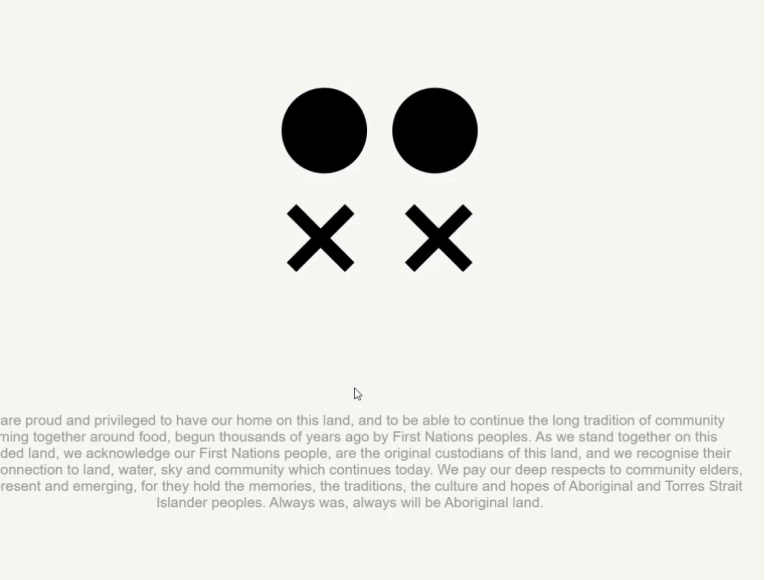 are proud and privileged to have our home on this land, and to be able to continue the long tradition of community
ming together around food, begun thousands of years ago by First Nations peoples. As we stand together on this
ded land, we acknowledge our First Nations people, are the original custodians of this land, and we recognise their
onnection to land, water, sky and community which continues today. We pay our deep respects to community elders,
resent and emerging, for they hold the memories, the traditions, the culture and hopes of Aboriginal and Torres Strait
Islander peoples. Always was, always will be Aboriginal land.